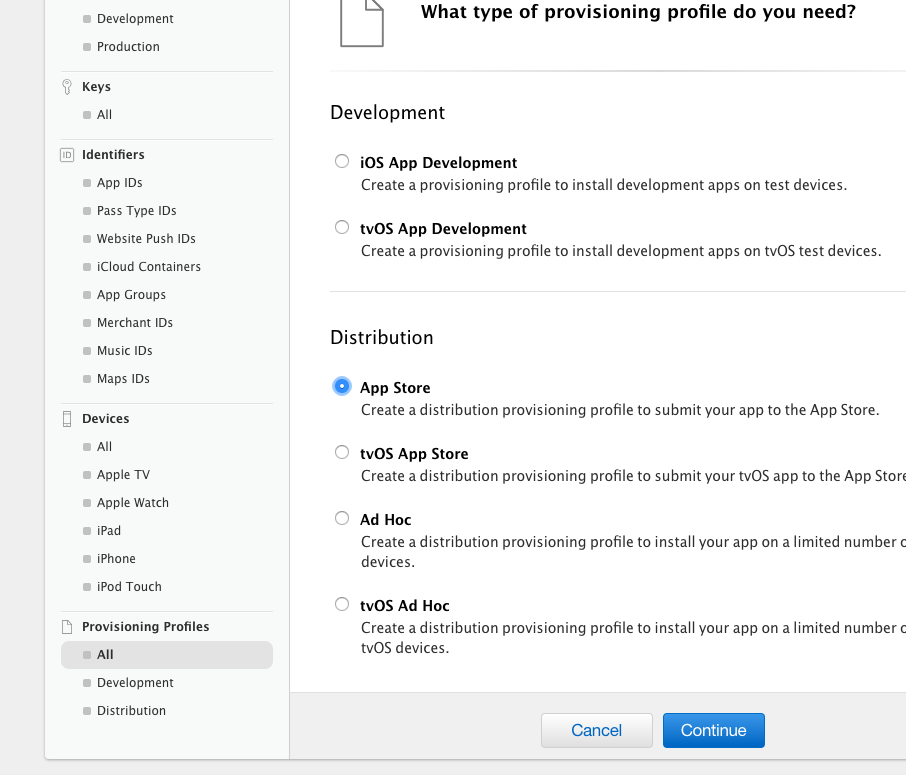 Development
Production
Keys
All
ID
Identifiers
App IDs
Pass Type IDs
Website Push IDs
iCloud Containers
App Groups
Merchant IDs
Music IDs
Maps IDs
Devices
All
Apple TV
Apple Watch
iPad
iPhone
iPod Touch
Provisioning Profiles
All
Development
Distribution
What type of provisioning profile do you need?
Development
iOS App Development
Create a provisioning profile to install development apps on test devices.
tvOS App Development
Create a provisioning profile to install development apps on tvOS test devices.
Distribution
App Store
Create a distribution provisioning profile to submit your app to the App Store.
tvOS App Store
Create a distribution provisioning profile to submit your tvOS app to the App Store
Ad Hoc
Create a distribution provisioning profile to install your app on a limited number
devices.
tvOS Ad Hoc
Create a distribution provisioning profile to install your app on a limited number
tvOS devices.
Cancel
Continue